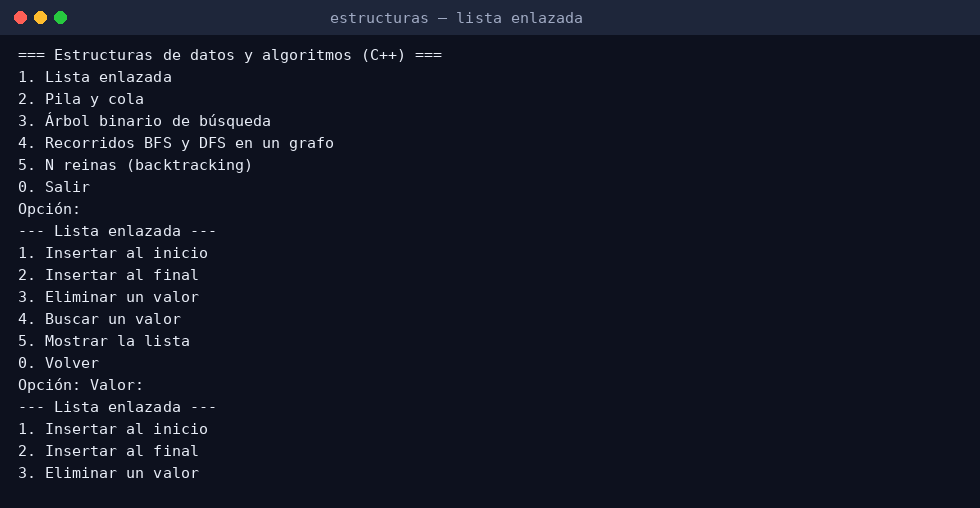 estructuras — lista enlazada
=== Estructuras de datos y algoritmos (C++) ===
1. Lista enlazada
2. Pila y cola
3. Árbol binario de búsqueda
4. Recorridos BFS y DFS en un grafo
5. N reinas (backtracking)
0. Salir
Opción:
--- Lista enlazada ---
1. Insertar al inicio
2. Insertar al final
3. Eliminar un valor
4. Buscar un valor
5. Mostrar la lista
0. Volver
Opción: Valor:
--- Lista enlazada ---
1. Insertar al inicio
2. Insertar al final
3. Eliminar un valor